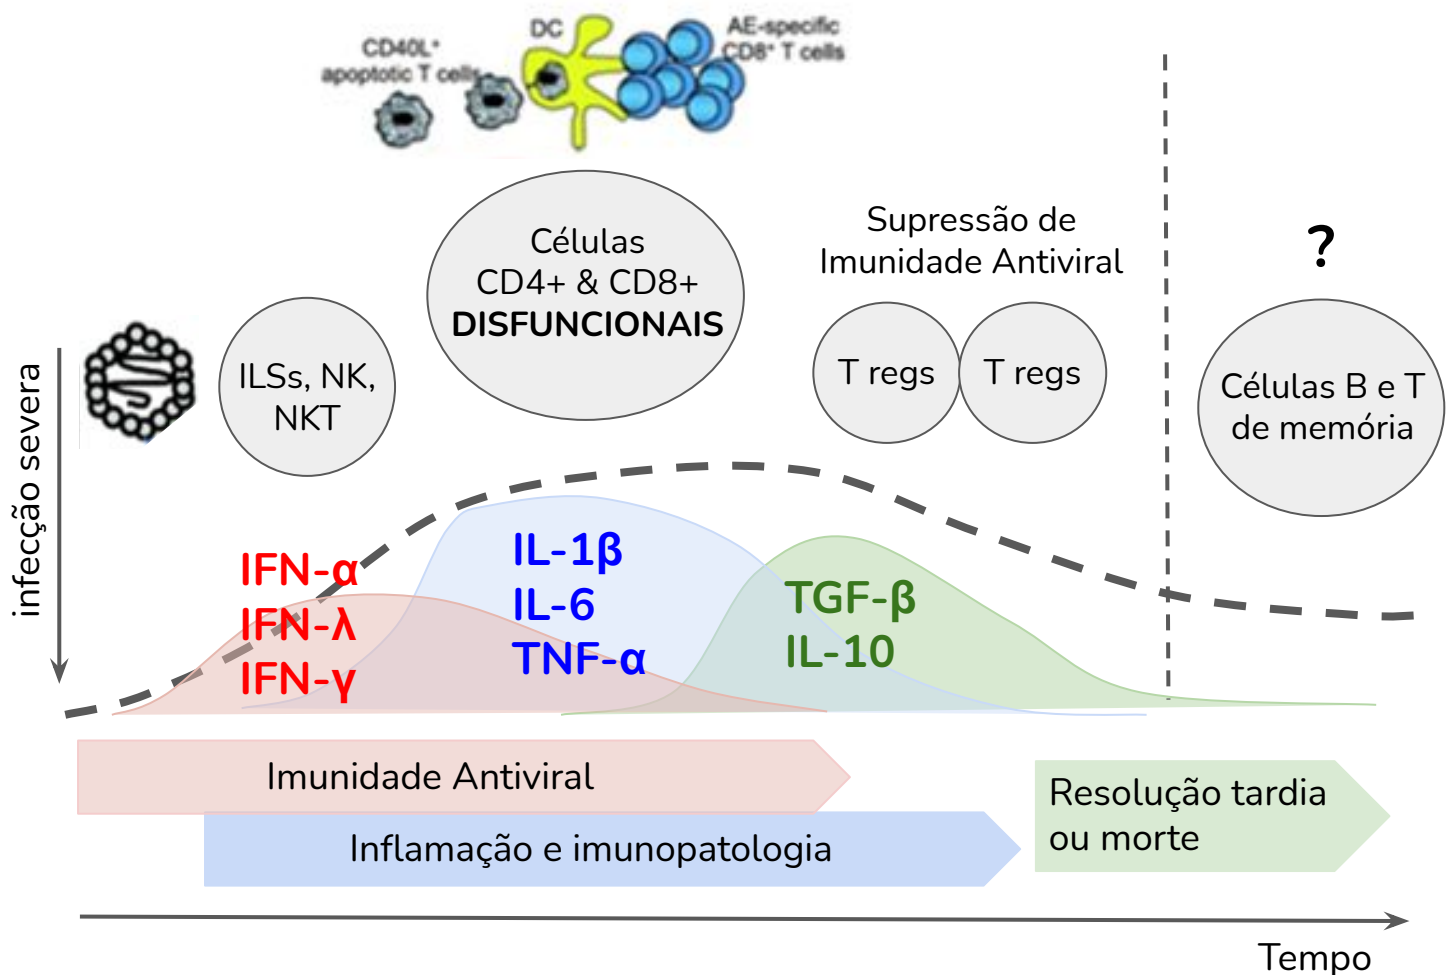 DC
AE-specific
CD8⁺ T cells
CD40L⁺
apoptotic T cells
Células
CD4+ & CD8+
DISFUNCIONAIS
Supressão de
Imunidade Antiviral
?
ILSs, NK,
NKT
T regs
T regs
Células B e T
de memória
infecção severa
IFN-α
IFN-λ
IFN-γ
IL-1β
IL-6
TNF-α
TGF-β
IL-10
Imunidade Antiviral
Inflamação e imunopatologia
Resolução tardia
ou morte
Tempo